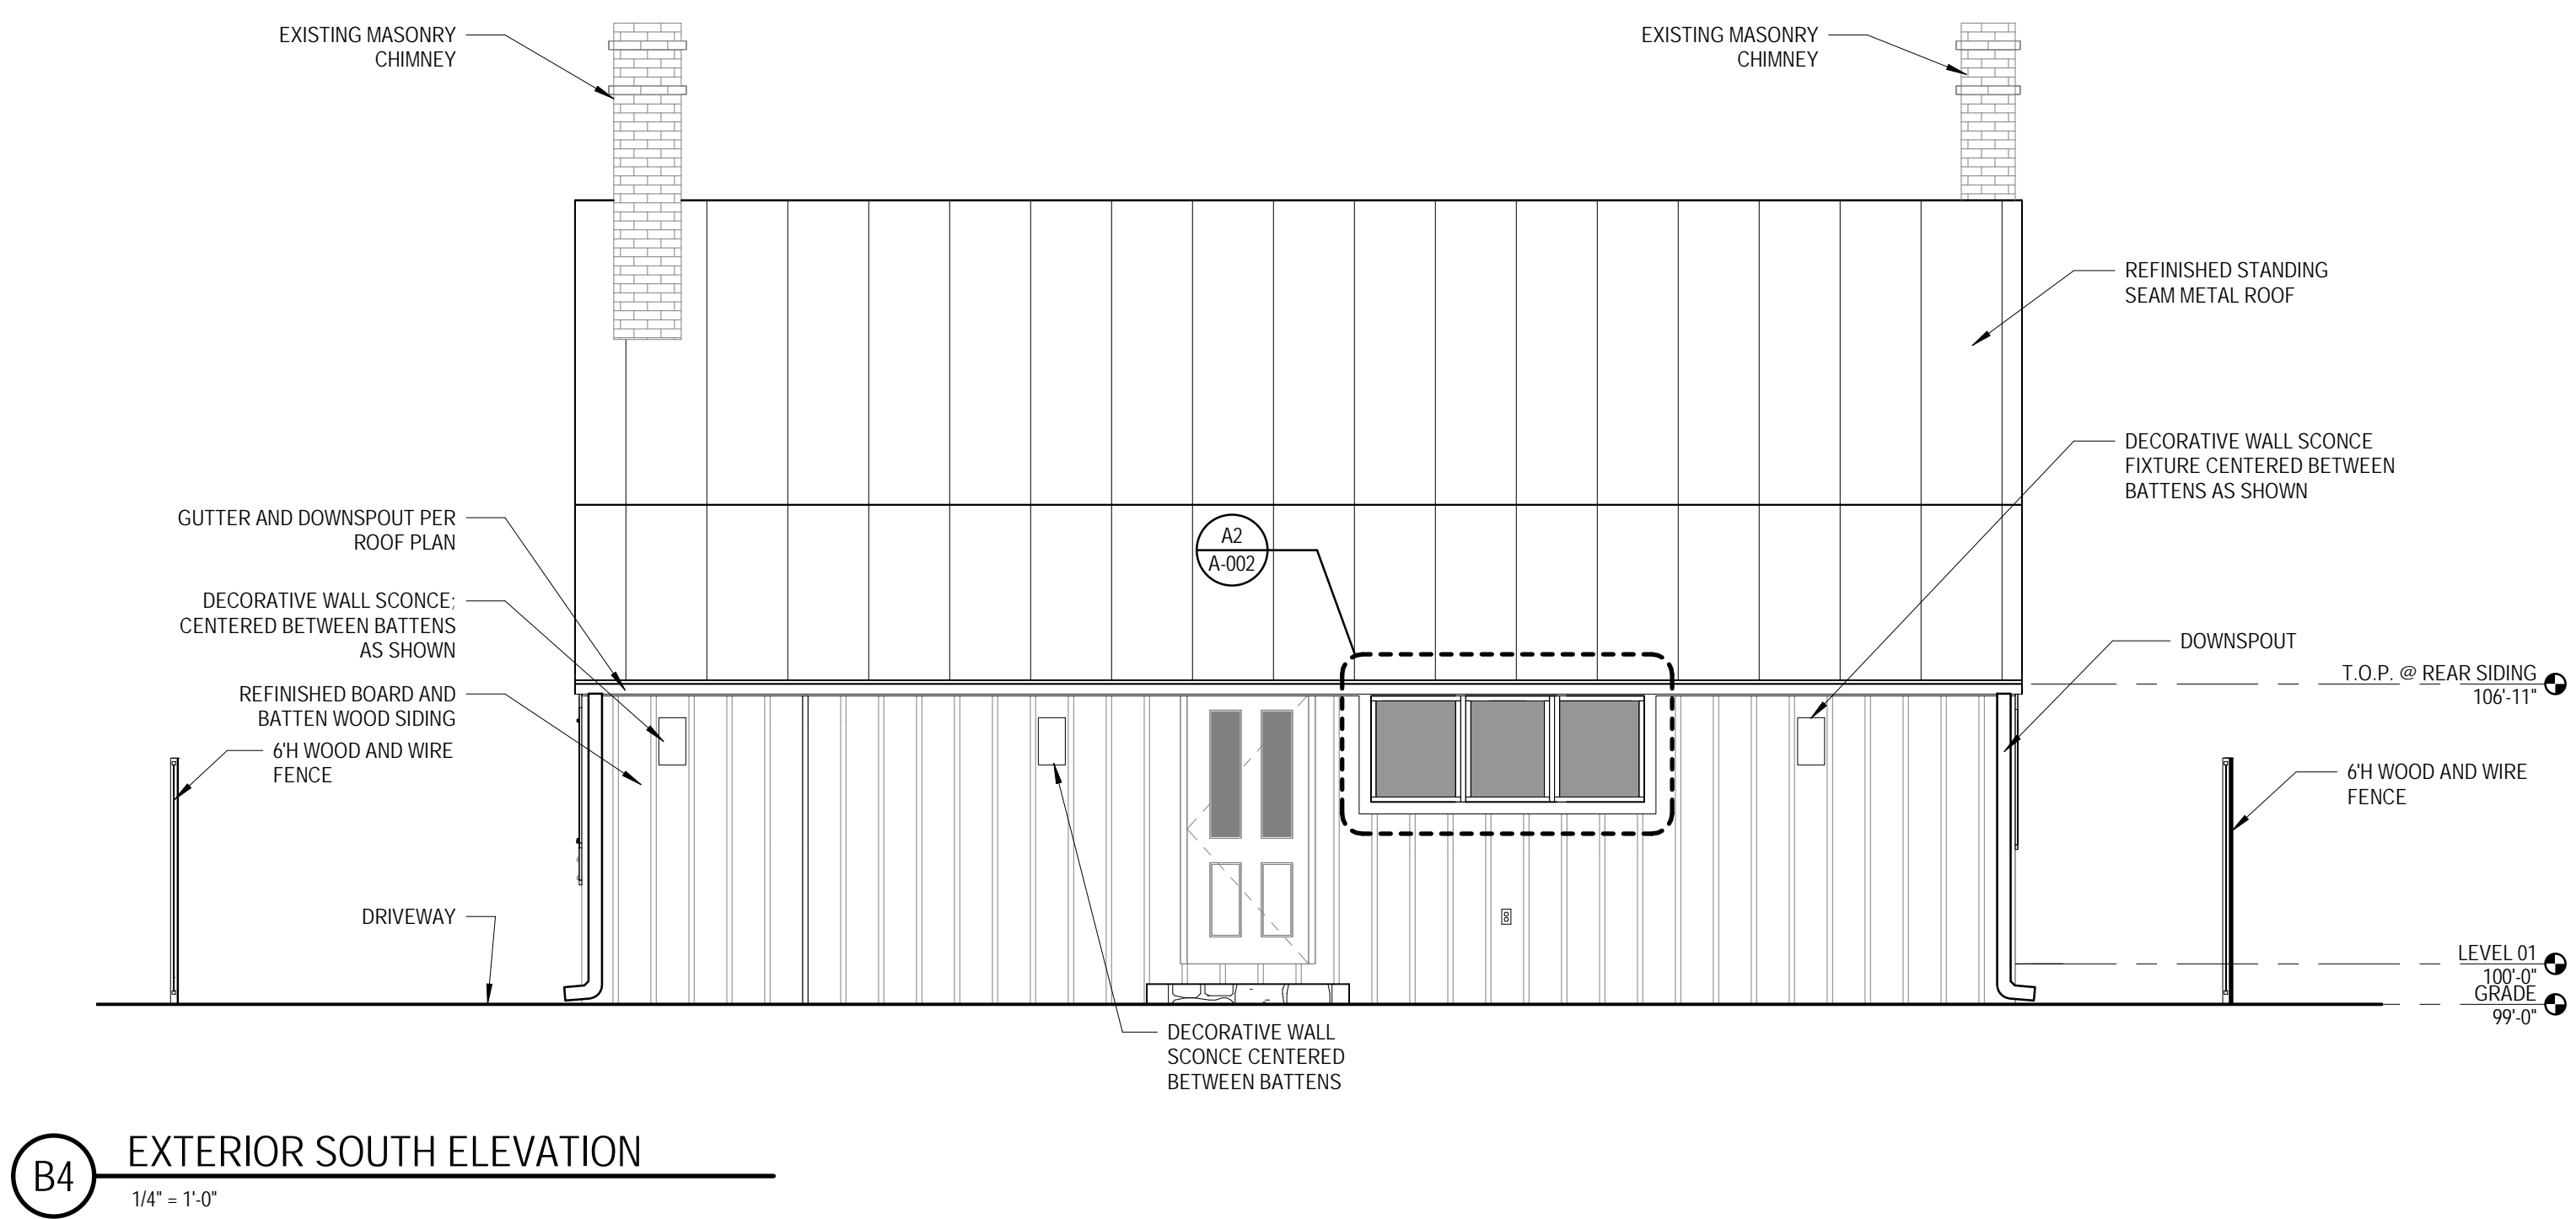 EXISTING MASONRY
CHIMNEY
EXISTING MASONRY
CHIMNEY
REFINISHED STANDING
SEAM METAL ROOF
DECORATIVE WALL SCONCE
FIXTURE CENTERED BETWEEN
BATTENS AS SHOWN
GUTTER AND DOWNSPOUT PER
ROOF PLAN
A2
A-002
DECORATIVE WALL SCONCE;
CENTERED BETWEEN BATTENS
AS SHOWN
DOWNSPOUT
T.O.P. @ REAR SIDING
106'-11"
REFINISHED BOARD AND
BATTEN WOOD SIDING
6'H WOOD AND WIRE
FENCE
6'H WOOD AND WIRE
FENCE
DRIVEWAY
LEVEL 01
100'-0"
GRADE
99'-0"
DECORATIVE WALL
SCONCE CENTERED
BETWEEN BATTENS
B4
EXTERIOR SOUTH ELEVATION
1/4" = 1'-0"